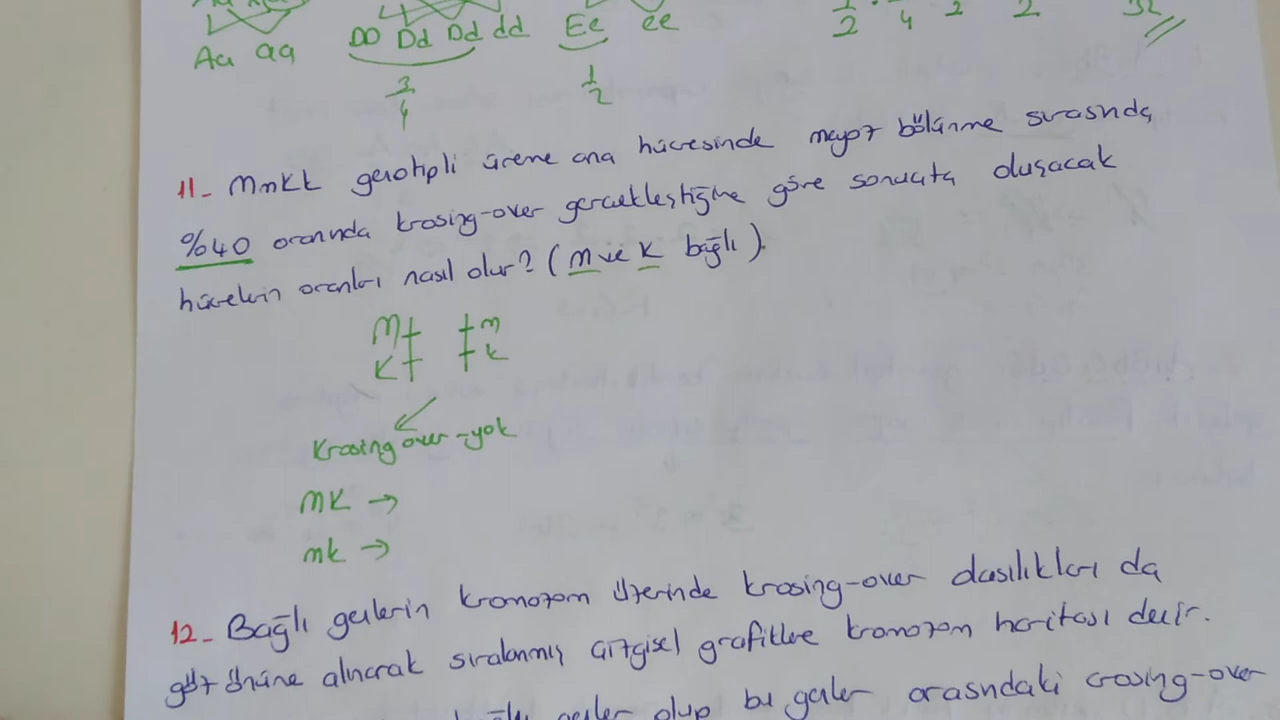 Aa aa DD Dd Dd dd Ee ee
3/4 1/2
11- MmKk genotipli üreme ana hücresinde mayoz bölünme sırasında
%40 oranında krosing-over gerçekleştiğine göre sonuçta oluşacak
hücrelerin oranları nasıl olur? (M ve K bağlı).
M m
K k
Krosing over-yok
MK →
mk →
12- Bağlı genlerin kromozom üzerinde krosing-over olasılıkları da
göz önüne alınarak sıralanmış çizgisel grafiklere kromozom haritası denir.
genler olup bu genler arasındaki crosing-over